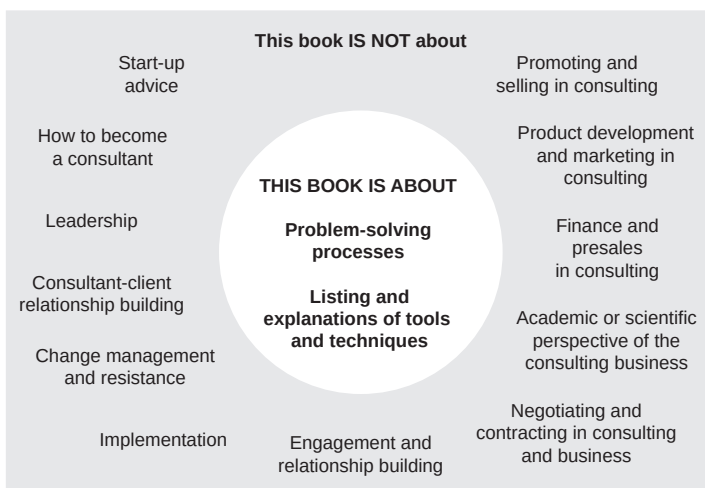 This book IS NOT about
Start-up
advice
How to become
a consultant
Leadership
Consultant-client
relationship building
Change management
and resistance
Implementation
THIS BOOK IS ABOUT
Problem-solving
processes
Listing and
explanations of tools
and techniques
Engagement and
relationship building
Promoting and
selling in consulting
Product development
and marketing in
consulting
Finance and
presales
in consulting
Academic or scientific
perspective of the
consulting business
Negotiating and
contracting in consulting
and business